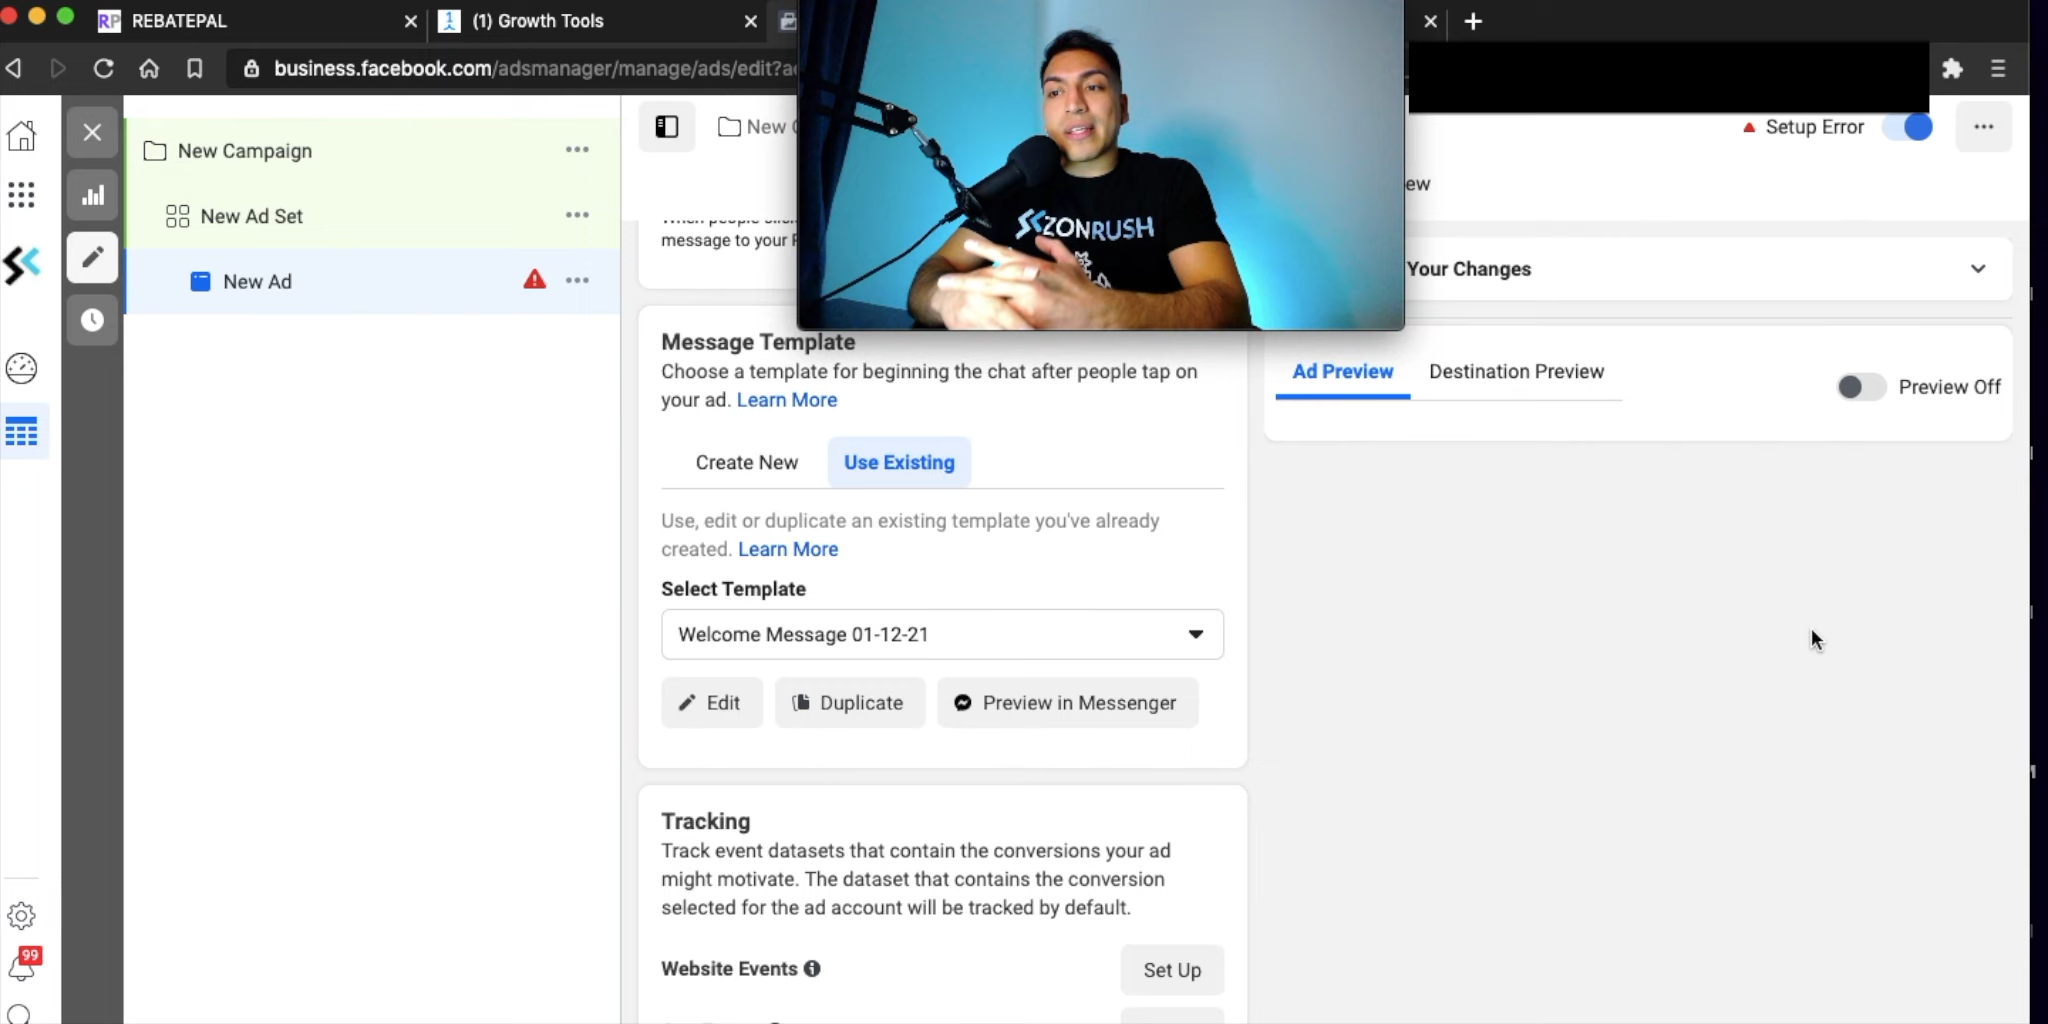 REBATEPAL
(1) Growth Tools
business.facebook.com/adsmanager/manage/ads/edit?a
New Campaign
New Ad Set
New Ad
New
Setup Error
ew
message to your
Your Changes
ZONRUSH
Message Template
Choose a template for beginning the chat after people tap on
your ad. Learn More
Create New
Use Existing
Use, edit or duplicate an existing template you've already
created. Learn More
Select Template
Welcome Message 01-12-21
Edit
Duplicate
Preview in Messenger
Ad Preview
Destination Preview
Preview Off
Tracking
Track event datasets that contain the conversions your ad
might motivate. The dataset that contains the conversion
selected for the ad account will be tracked by default.
Website Events
Set Up
99